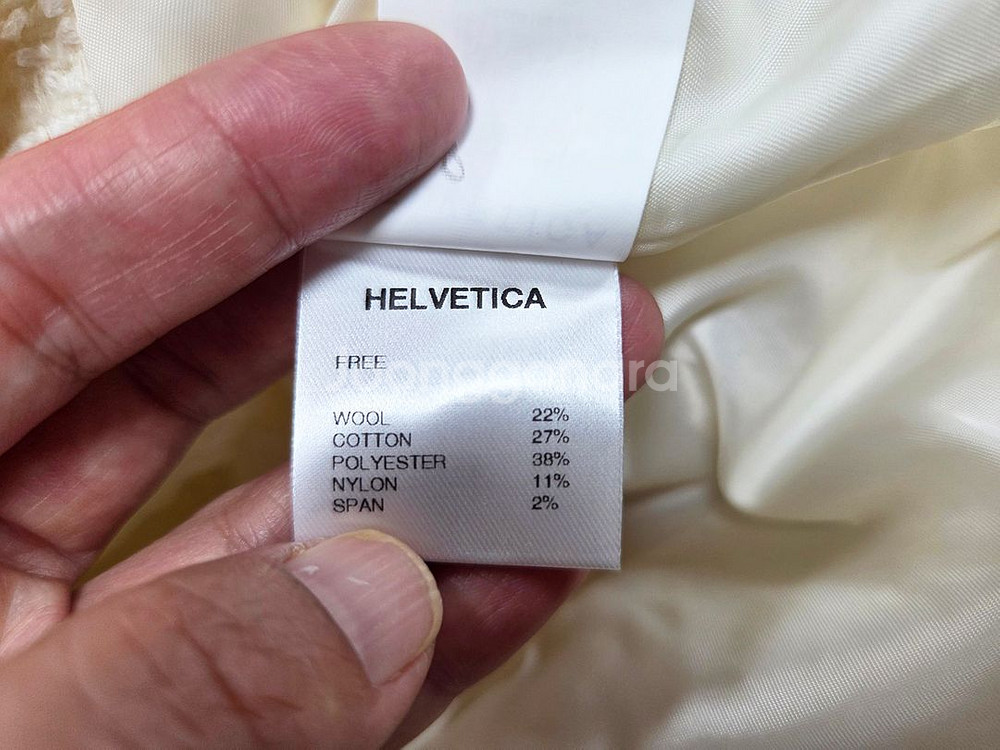 HELVETICA
FREE
WOOL 22%
COTTON 27%
POLYESTER 38%
NYLON 11%
SPAN 2%